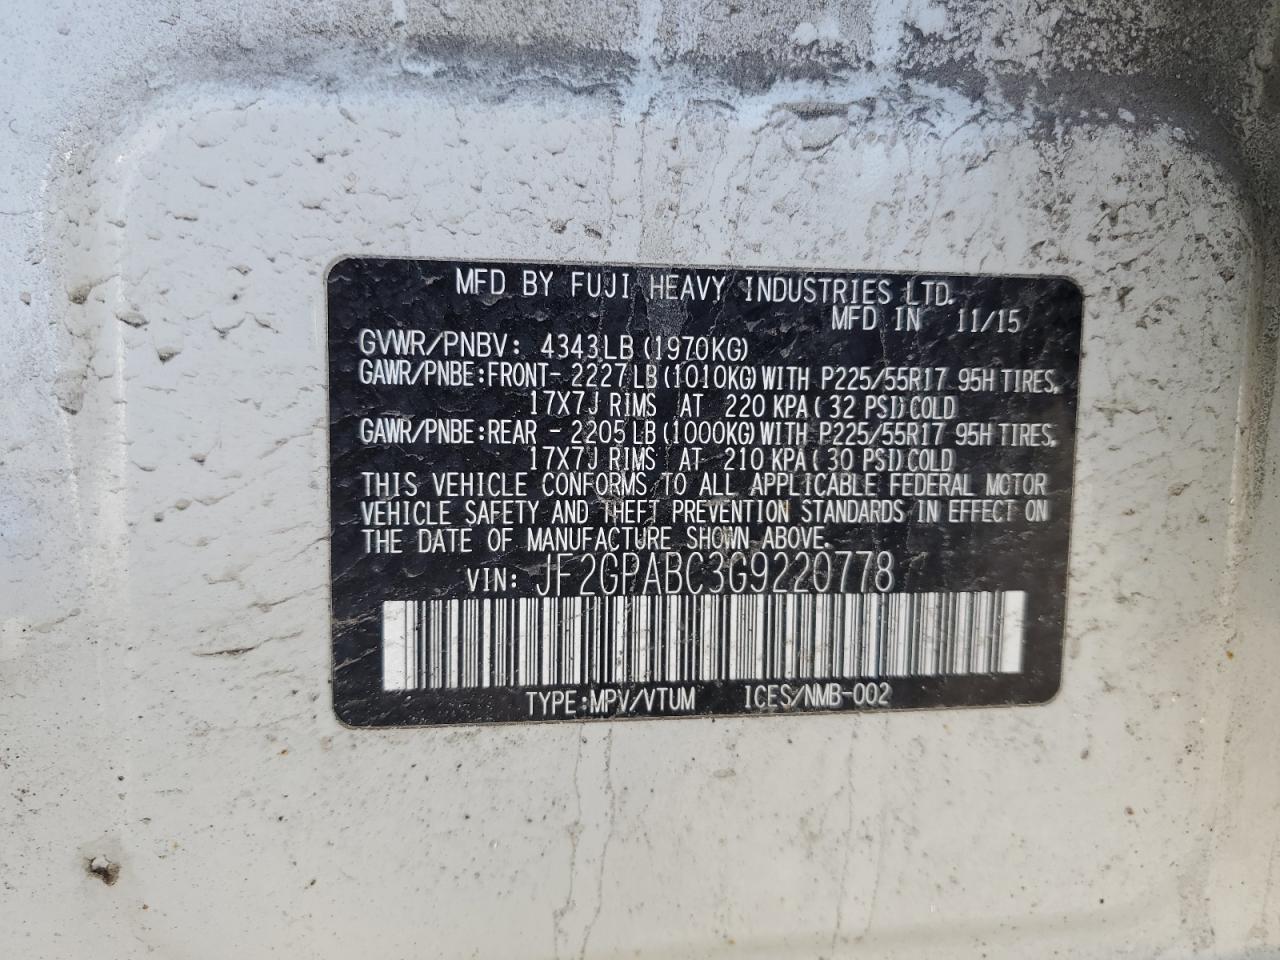 MFD BY FUJI HEAVY INDUSTRIES LTD.
MFD IN 11/15
GVWR/PNBV: 4343LB(1970KG)
GAWR/PNBE:FRONT- 2227LB(1010KG)WITH P225/55R17 95H TIRES,
17X7J RIMS AT 220 KPA(32 PSI)COLD
GAWR/PNBE:REAR - 2205LB(1000KG)WITH P225/55R17 95H TIRES,
17X7J RIMS AT 210 KPA(30 PSI)COLD
THIS VEHICLE CONFORMS TO ALL APPLICABLE FEDERAL MOTOR
VEHICLE SAFETY AND THEFT PREVENTION STANDARDS IN EFFECT ON
THE DATE OF MANUFACTURE SHOWN ABOVE.
VIN: JF2GPABC3G9220778
TYPE:MPV/VTUM ICES/NMB-002